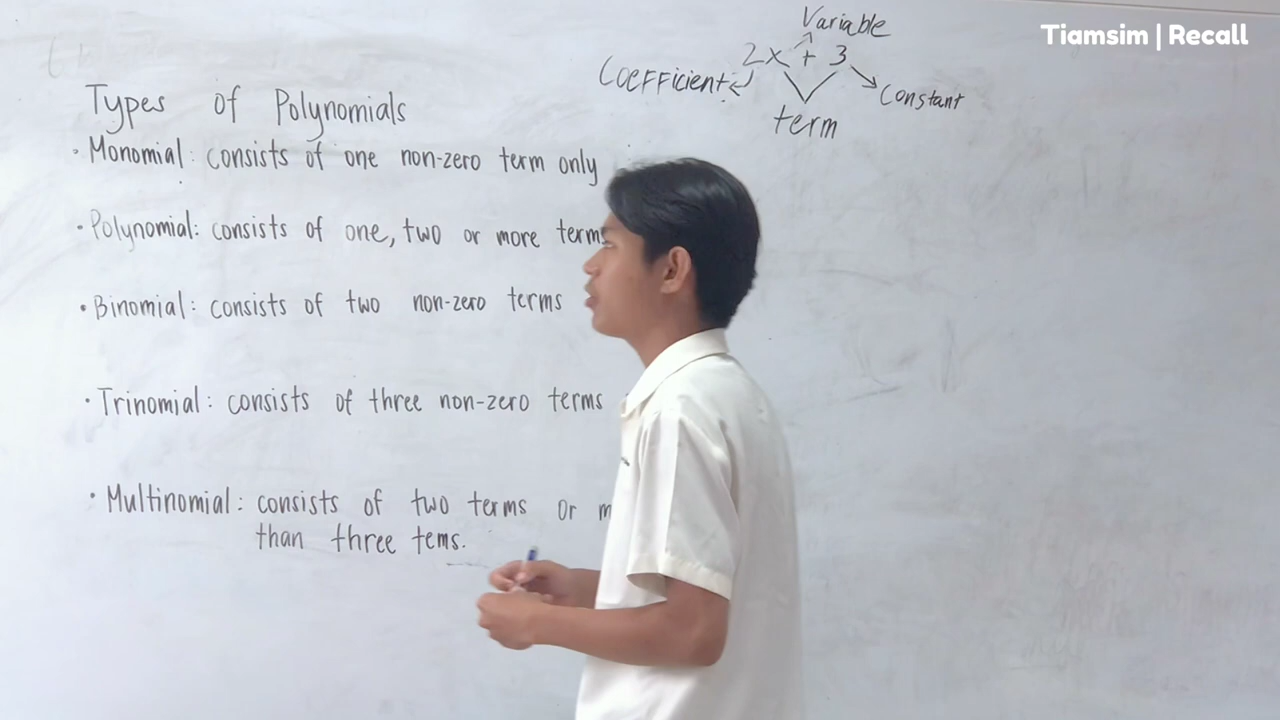 Tiamsim | Recall
Variable
2x + 3
Coefficient
Constant
term
Types of Polynomials
• Monomial: consists of one non-zero term only
• Polynomial: consists of one, two or more terms
• Binomial: consists of two non-zero terms
• Trinomial: consists of three non-zero terms
• Multinomial: consists of two terms or
than three tems.